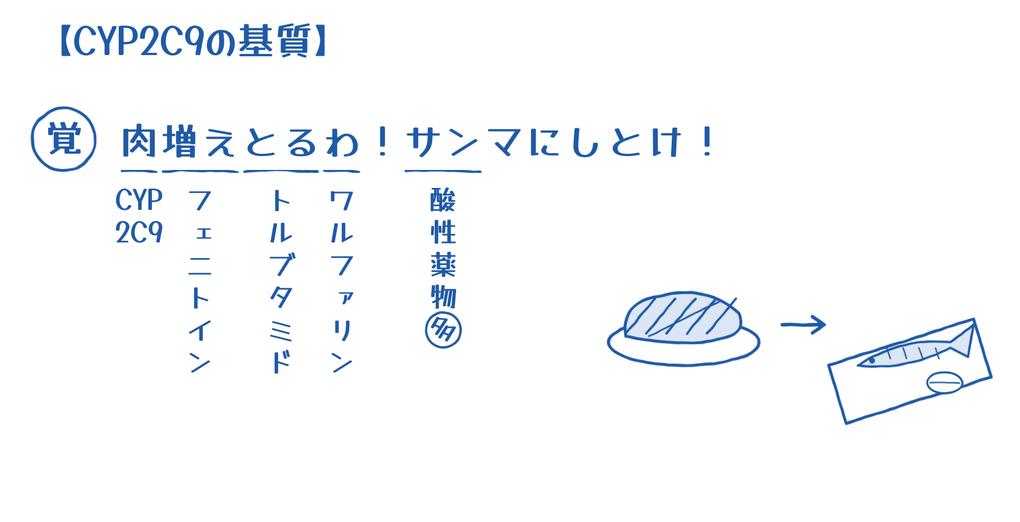 【CYP2C9の基質】
覚 肉増えとるわ！サンマにしとけ！
CYP2C9
フェニトイン
トルブタミド
ワルファリン
酸性薬物多